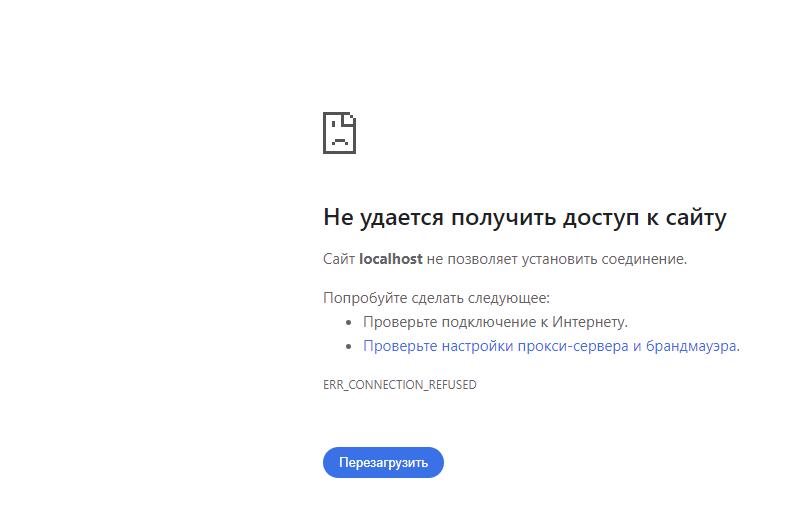 Не удается получить доступ к сайту
Сайт localhost не позволяет установить соединение.
Попробуйте сделать следующее:
• Проверьте подключение к Интернету.
• Проверьте настройки прокси-сервера и брандмауэра.
ERR_CONNECTION_REFUSED
Перезагрузить